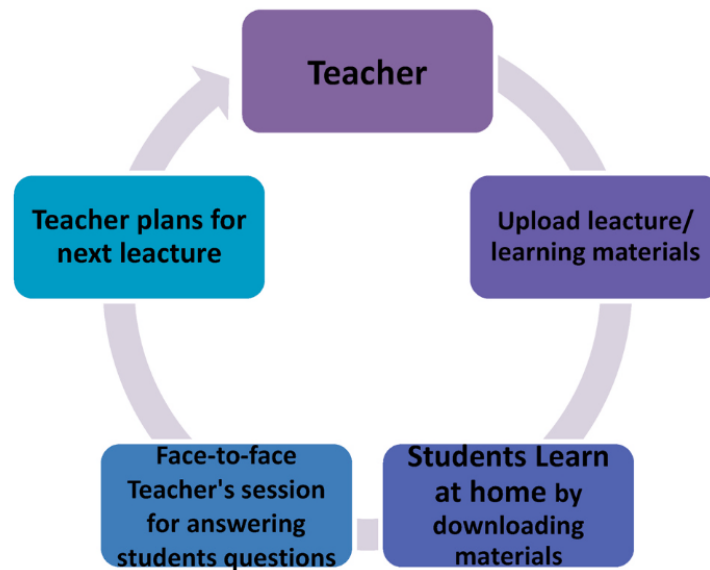 Teacher
Upload leacture/
learning materials
Students Learn
at home by
downloading
materials
Face-to-face
Teacher's session
for answering
students questions
Teacher plans for
next leacture